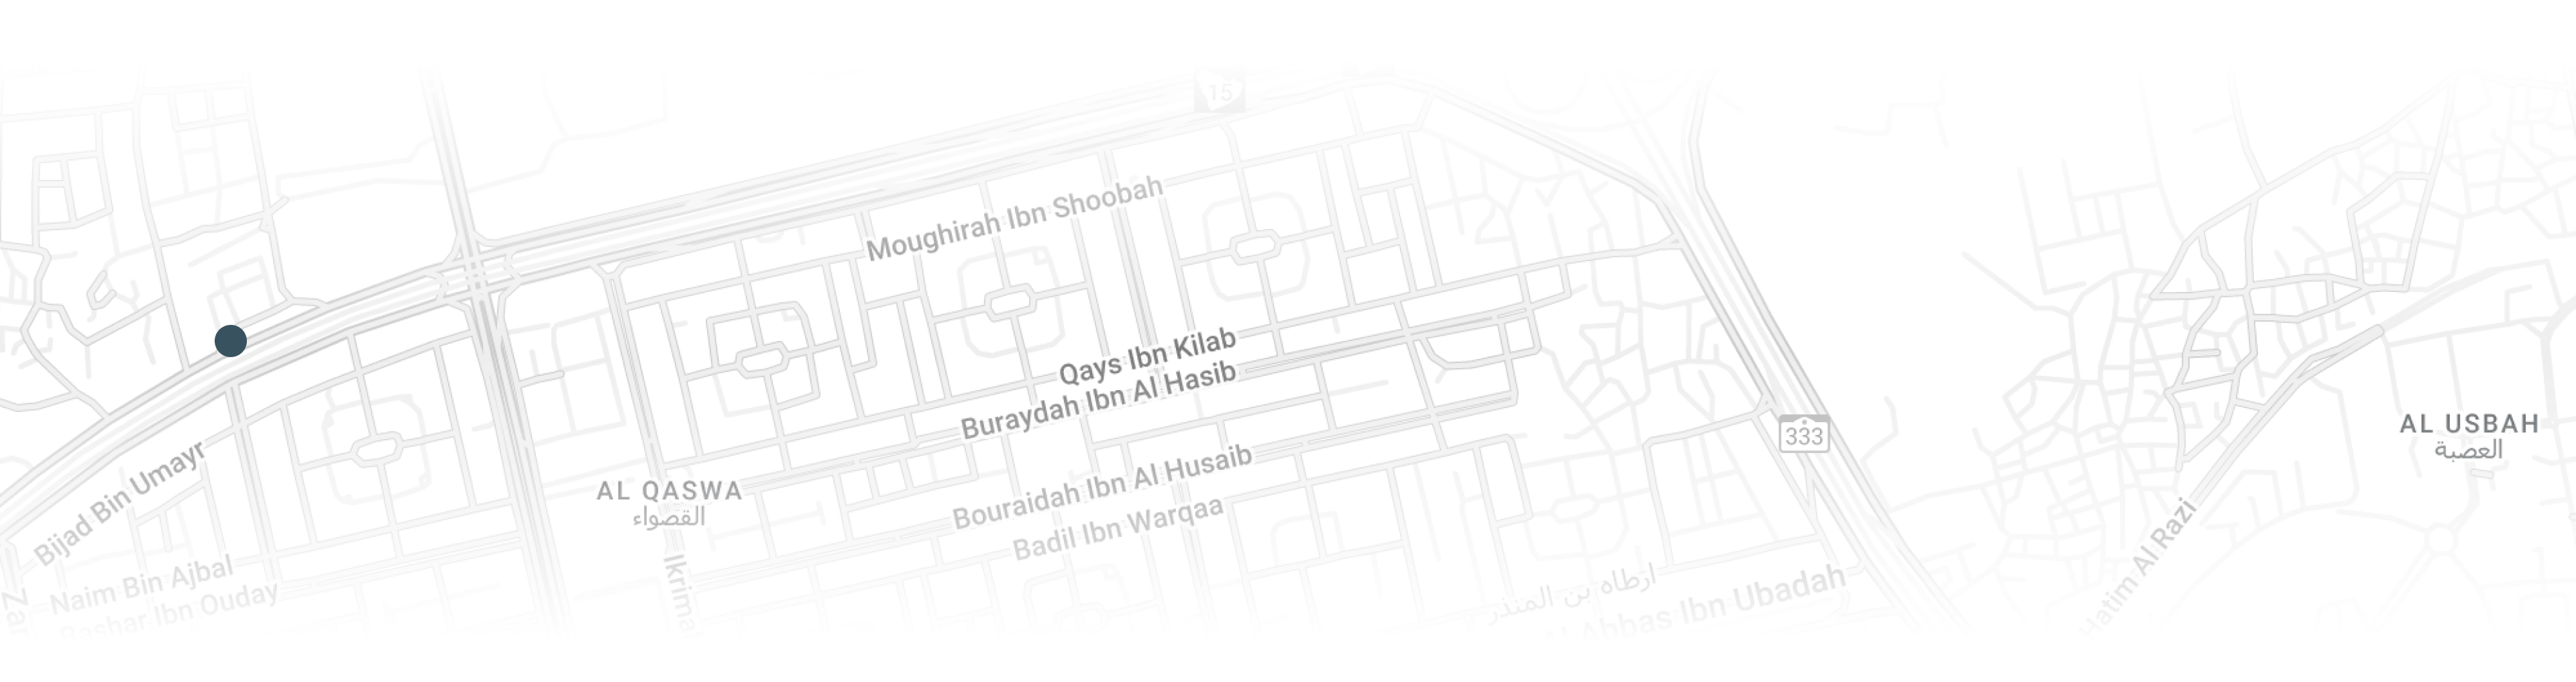 15
Moughirah Ibn Shoobah
Qays Ibn Kilab
Buraydah Ibn Al Hasib
333
AL USBAH
العصبة
Bijad Bin Umayr
Bouraidah Ibn Al Husaib
AL QASWA
القصواء
Badil Ibn Warqaa
Hatim Al Razi
Naim Bin Ajbal
Bashar Ibn Ouday
Ikrima
ارطاه بن المنذر
Al Abbas Ibn Ubadah